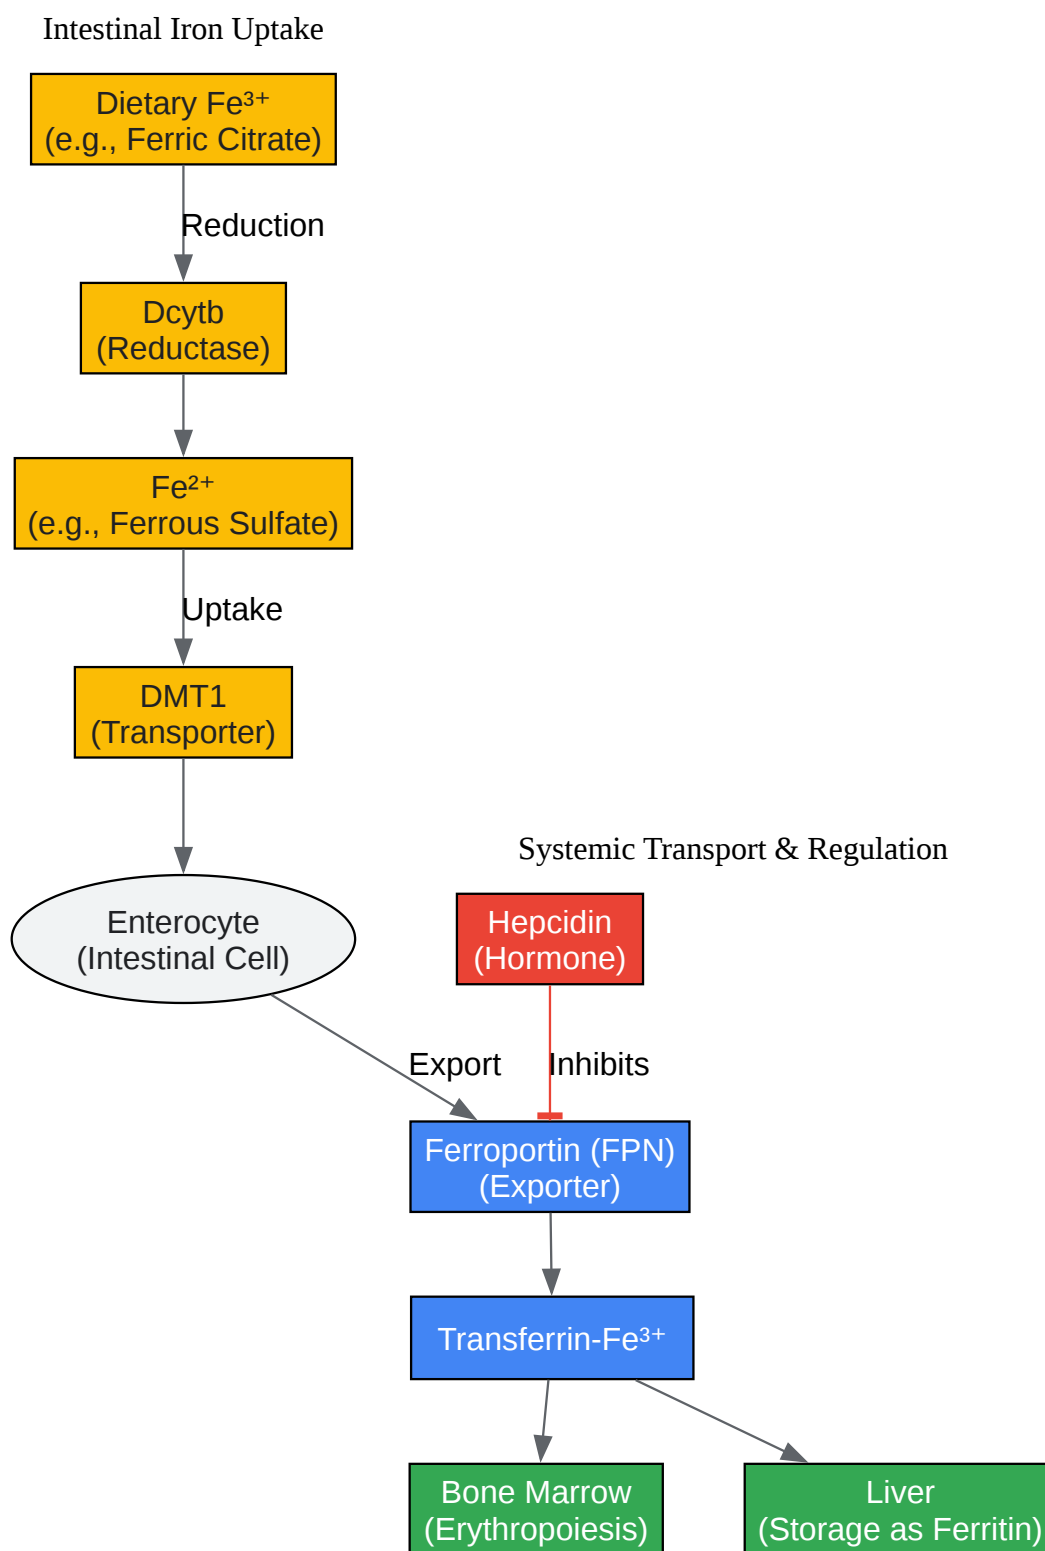 Intestinal Iron Uptake
Dietary Fe³⁺
(e.g., Ferric Citrate)
Reduction
Dcytb
(Reductase)
Fe²⁺
(e.g., Ferrous Sulfate)
Uptake
DMT1
(Transporter)
Enterocyte
(Intestinal Cell)
Systemic Transport & Regulation
Hepcidin
(Hormone)
Export
Inhibits
Ferroportin (FPN)
(Exporter)
Transferrin-Fe³⁺
Bone Marrow
(Erythropoiesis)
Liver
(Storage as Ferritin)